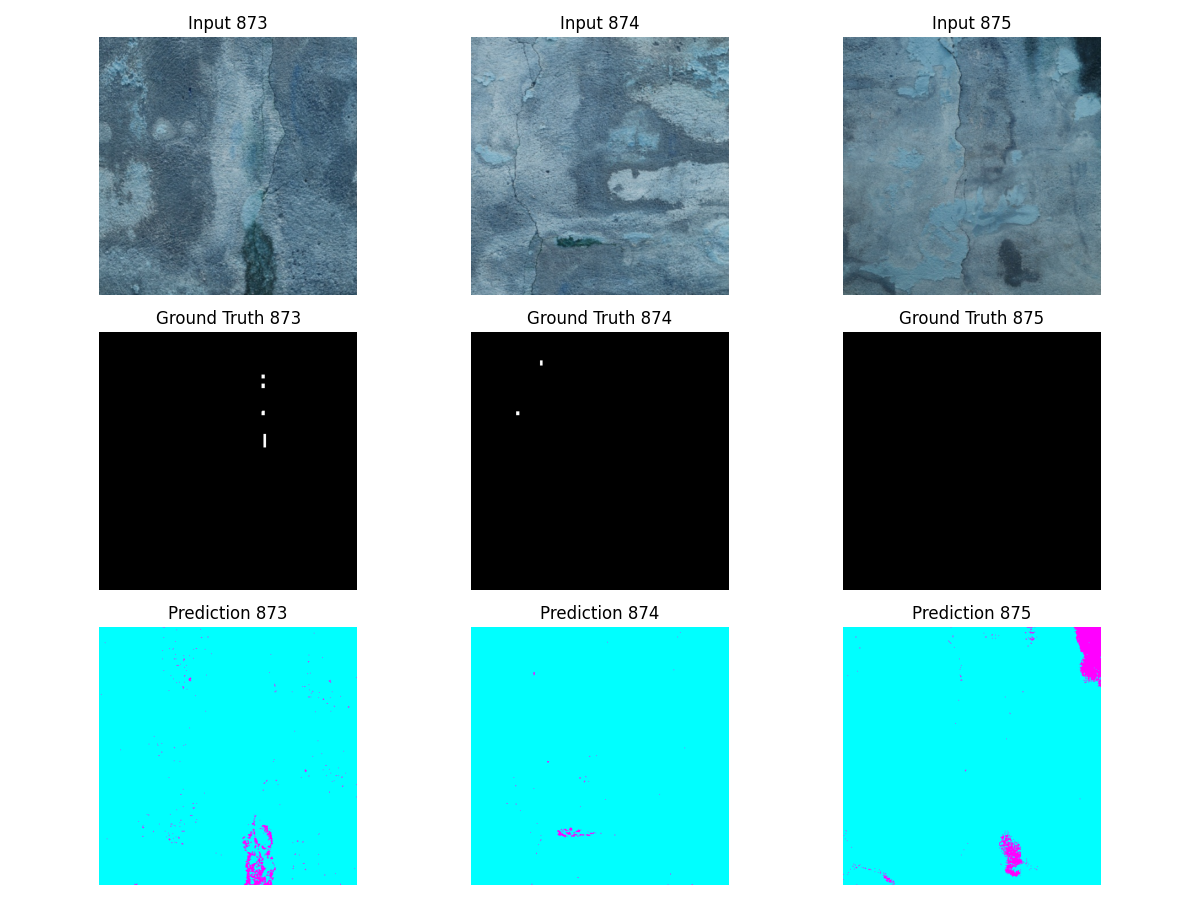 Input 873
Input 874
Input 875
Ground Truth 873
Ground Truth 874
Ground Truth 875
Prediction 873
Prediction 874
Prediction 875